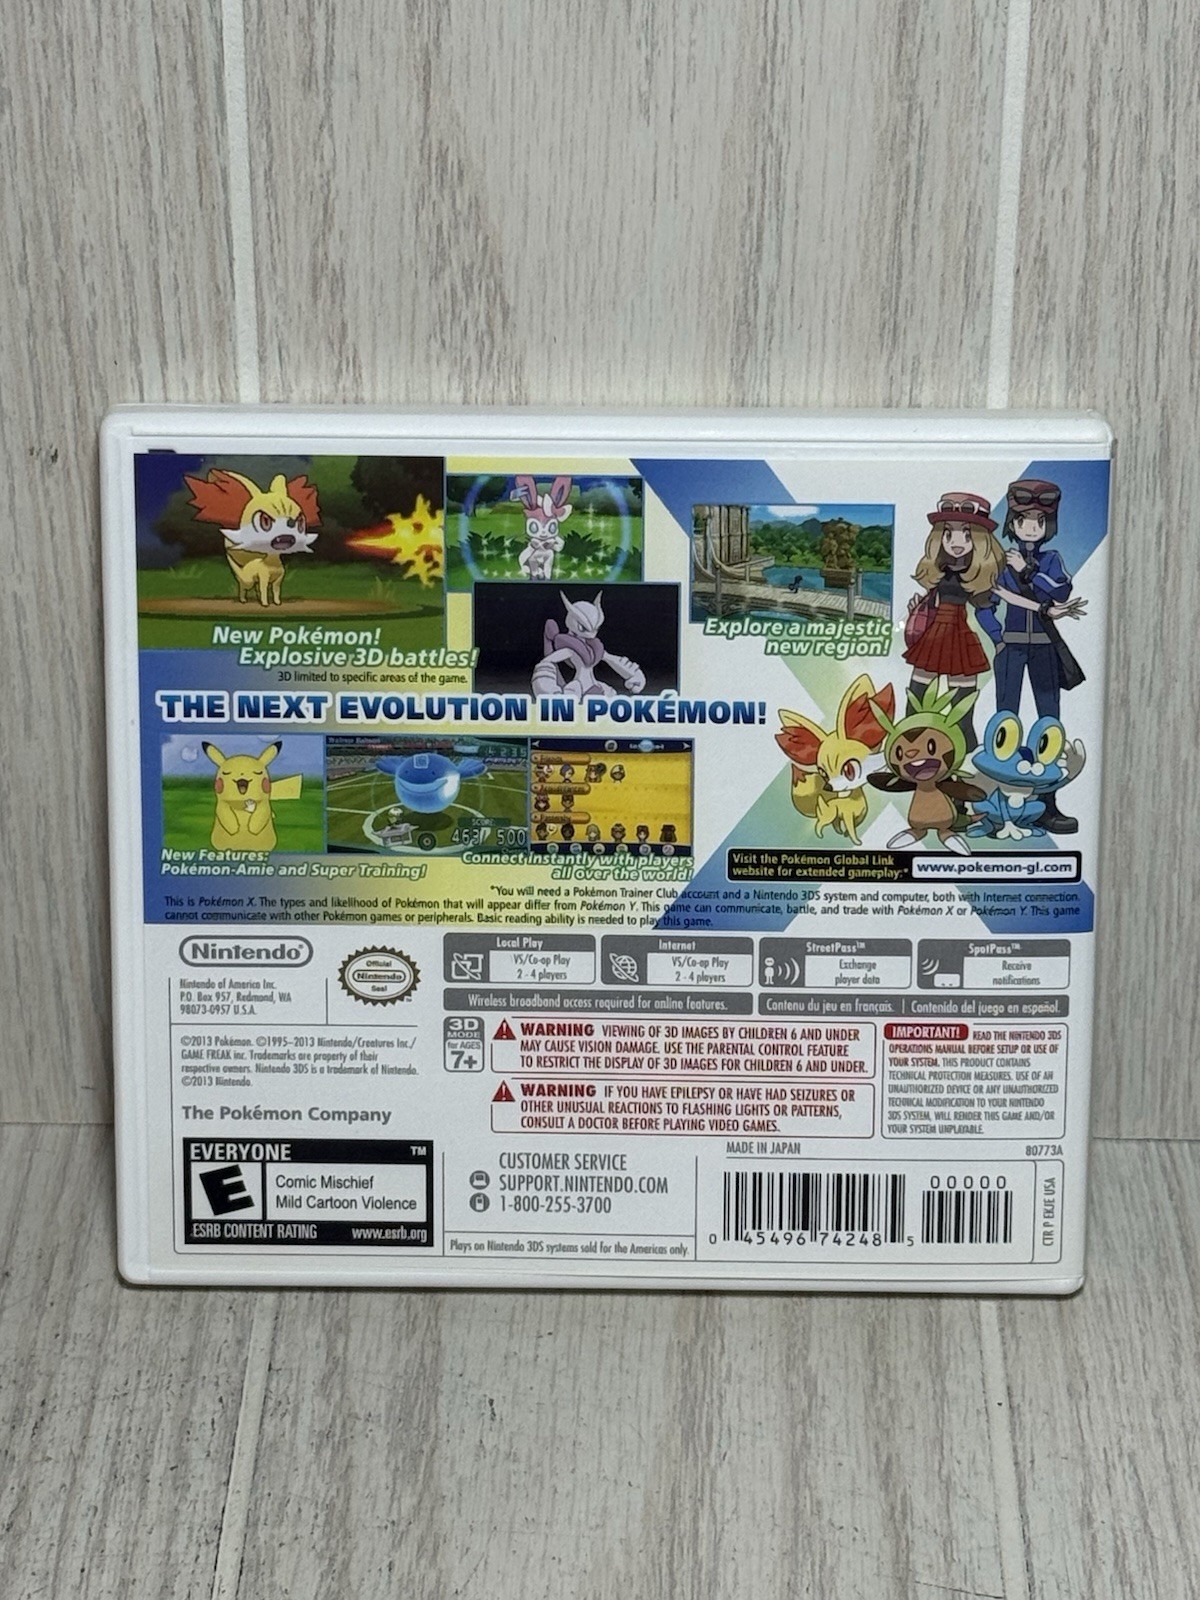 New Pokémon!
Explosive 3D battles!
3D limited to specific areas of the game.
Explore a majestic
new region!
THE NEXT EVOLUTION IN POKÉMON!
SCORE
463/ 500
New Features:
Pokémon-Amie and Super Training!
Connect instantly with players
all over the world!
Visit the Pokémon Global Link
website for extended gameplay:*
www.pokemon-gl.com
*You will need a Pokémon Trainer Club account and a Nintendo 3DS system and computer, both with Internet connection.
This is Pokémon X. The types and likelihood of Pokémon that will appear differ from Pokémon Y. This game can communicate, battle, and trade with Pokémon X or Pokémon Y. This game
cannot communicate with other Pokémon games or peripherals. Basic reading ability is needed to play this game.
Nintendo®
Nintendo of America Inc.
P.O. Box 957, Redmond, WA
98073-0957 U.S.A.
Official
Nintendo
Seal
Local Play
VS/Co-op Play
2 - 4 players
Internet
VS/Co-op Play
2 - 4 players
StreetPass™
Exchange
player data
SpotPass™
Receive
notifications
Wireless broadband access required for online features.
Contenu du jeu en français. | Contenido del juego en español.
©2013 Pokémon. ©1995–2013 Nintendo/Creatures Inc./
GAME FREAK inc. Trademarks are property of their
respective owners. Nintendo 3DS is a trademark of Nintendo.
©2013 Nintendo.
The Pokémon Company
3D
MODE
for AGES
7+
WARNING VIEWING OF 3D IMAGES BY CHILDREN 6 AND UNDER
MAY CAUSE VISION DAMAGE. USE THE PARENTAL CONTROL FEATURE
TO RESTRICT THE DISPLAY OF 3D IMAGES FOR CHILDREN 6 AND UNDER.
WARNING IF YOU HAVE EPILEPSY OR HAVE HAD SEIZURES OR
OTHER UNUSUAL REACTIONS TO FLASHING LIGHTS OR PATTERNS,
CONSULT A DOCTOR BEFORE PLAYING VIDEO GAMES.
IMPORTANT! READ THE NINTENDO 3DS
OPERATIONS MANUAL BEFORE SETUP OR USE OF
YOUR SYSTEM. THIS PRODUCT CONTAINS
TECHNICAL PROTECTION MEASURES. USE OF AN
UNAUTHORIZED DEVICE OR ANY UNAUTHORIZED
TECHNICAL MODIFICATION TO YOUR NINTENDO
3DS SYSTEM, WILL RENDER THIS GAME AND/OR
YOUR SYSTEM UNPLAYABLE.
EVERYONE ™
E
Comic Mischief
Mild Cartoon Violence
ESRB CONTENT RATING www.esrb.org
CUSTOMER SERVICE
SUPPORT.NINTENDO.COM
1-800-255-3700
Plays on Nintendo 3DS systems sold for the Americas only.
MADE IN JAPAN
80773A
00000
0 45496 74248 5
CTR P EKJE USA